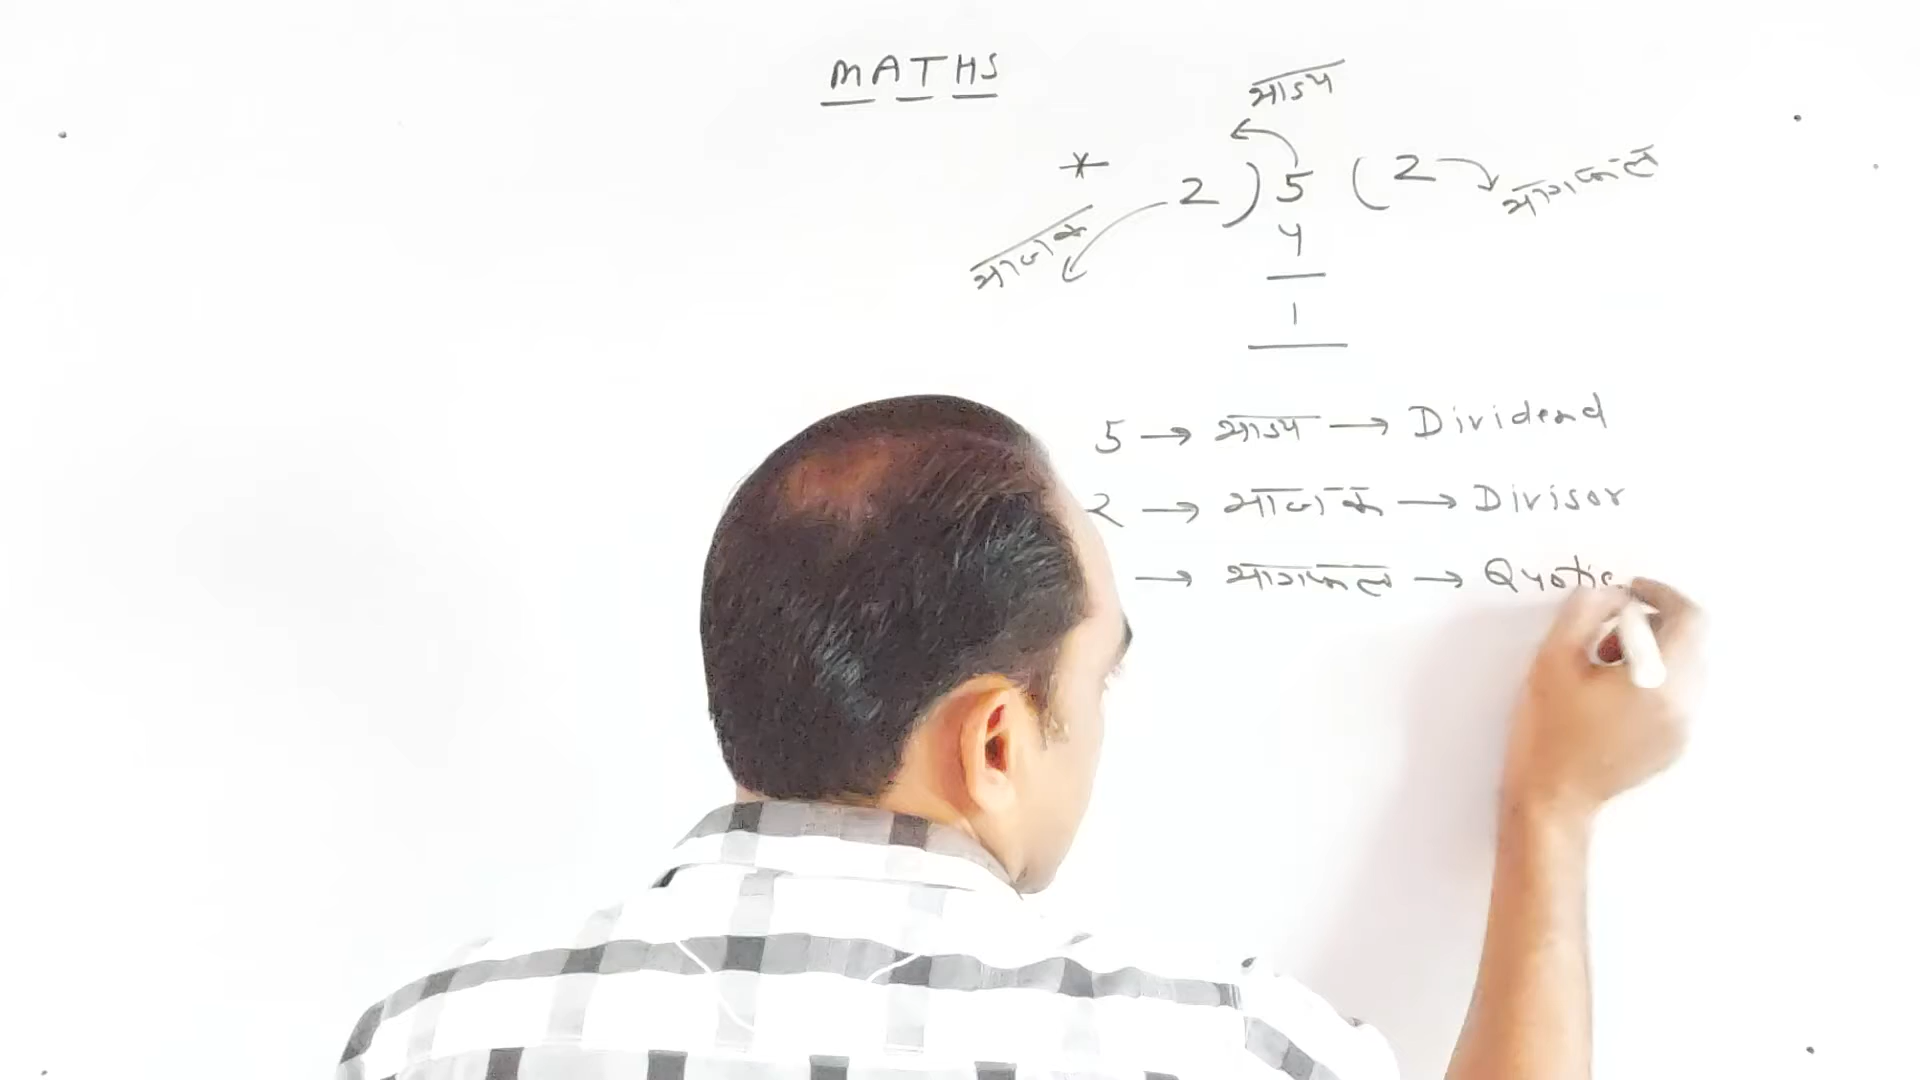 MATHS
भाज्य
* 2 ) 5 ( 2 भागफल
भाजक 4
1
5 → भाज्य → Dividend
2 → भाजक → Divisor
→ भागफल → Quotie